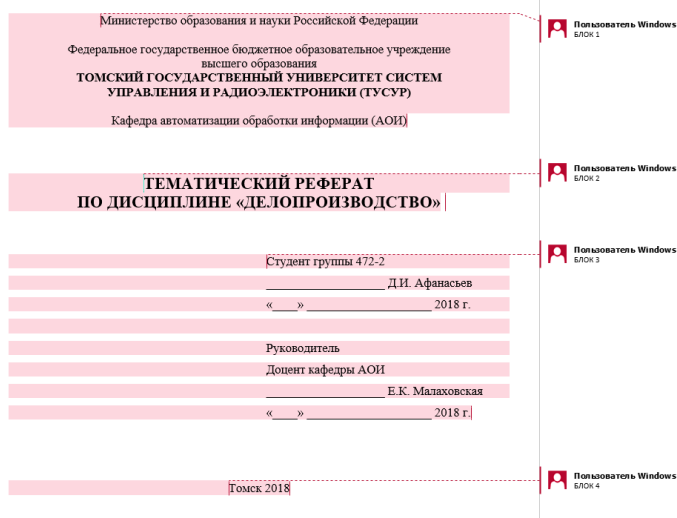 Министерство образования и науки Российской Федерации
Пользователь Windows
БЛОК 1
Федеральное государственное бюджетное образовательное учреждение
высшего образования
ТОМСКИЙ ГОСУДАРСТВЕННЫЙ УНИВЕРСИТЕТ СИСТЕМ
УПРАВЛЕНИЯ И РАДИОЭЛЕКТРОНИКИ (ТУСУР)
Кафедра автоматизации обработки информации (АОИ)
Пользователь Windows
БЛОК 2
ТЕМАТИЧЕСКИЙ РЕФЕРАТ
ПО ДИСЦИПЛИНЕ «ДЕЛОПРОИЗВОДСТВО»
Пользователь Windows
БЛОК 3
Студент группы 472-2
___________________ Д.И. Афанасьев
«____» ____________________ 2018 г.
Руководитель
Доцент кафедры АОИ
___________________ Е.К. Малаховская
«____» ____________________ 2018 г.
Пользователь Windows
БЛОК 4
Томск 2018